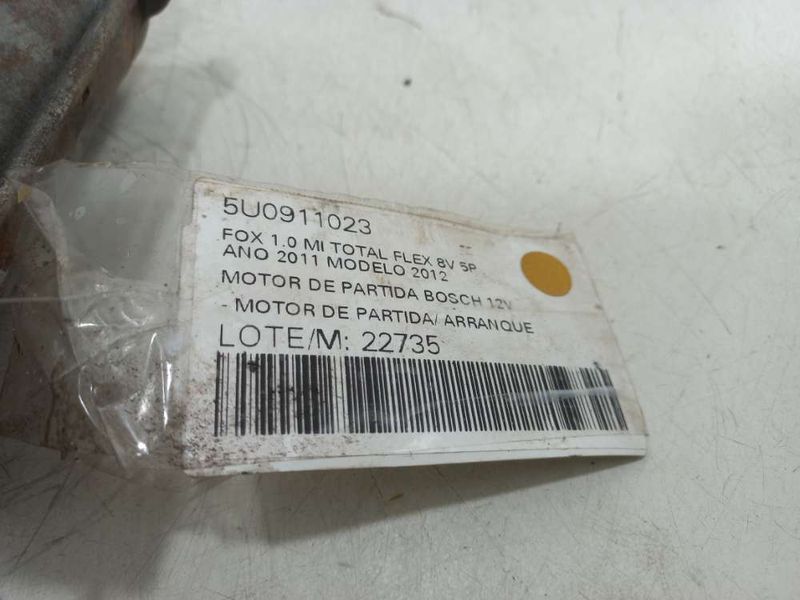 5U0911023
FOX 1.0 MI TOTAL FLEX 8V 5P
ANO 2011 MODELO 2012
MOTOR DE PARTIDA BOSCH 12V
- MOTOR DE PARTIDA/ ARRANQUE
LOTE/M: 22735